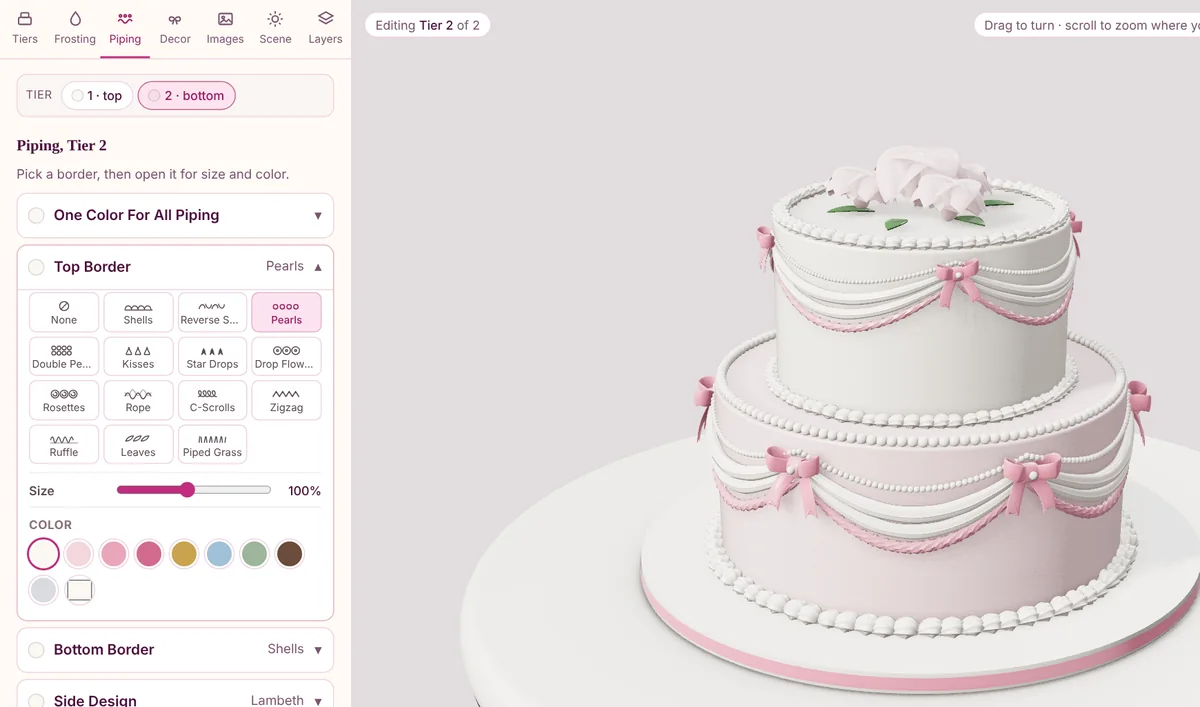 Tiers Frosting Piping Decor Images Scene Layers
Editing Tier 2 of 2
Drag to turn · scroll to zoom where
TIER 1 · top 2 · bottom
Piping, Tier 2
Pick a border, then open it for size and color.
One Color For All Piping ▼
Top Border Pearls ▲
None Shells Reverse S... Pearls
Double Pe... Kisses Star Drops Drop Flow...
Rosettes Rope C-Scrolls Zigzag
Ruffle Leaves Piped Grass
Size 100%
COLOR
Bottom Border Shells ▼
Side Design Lambeth ▼